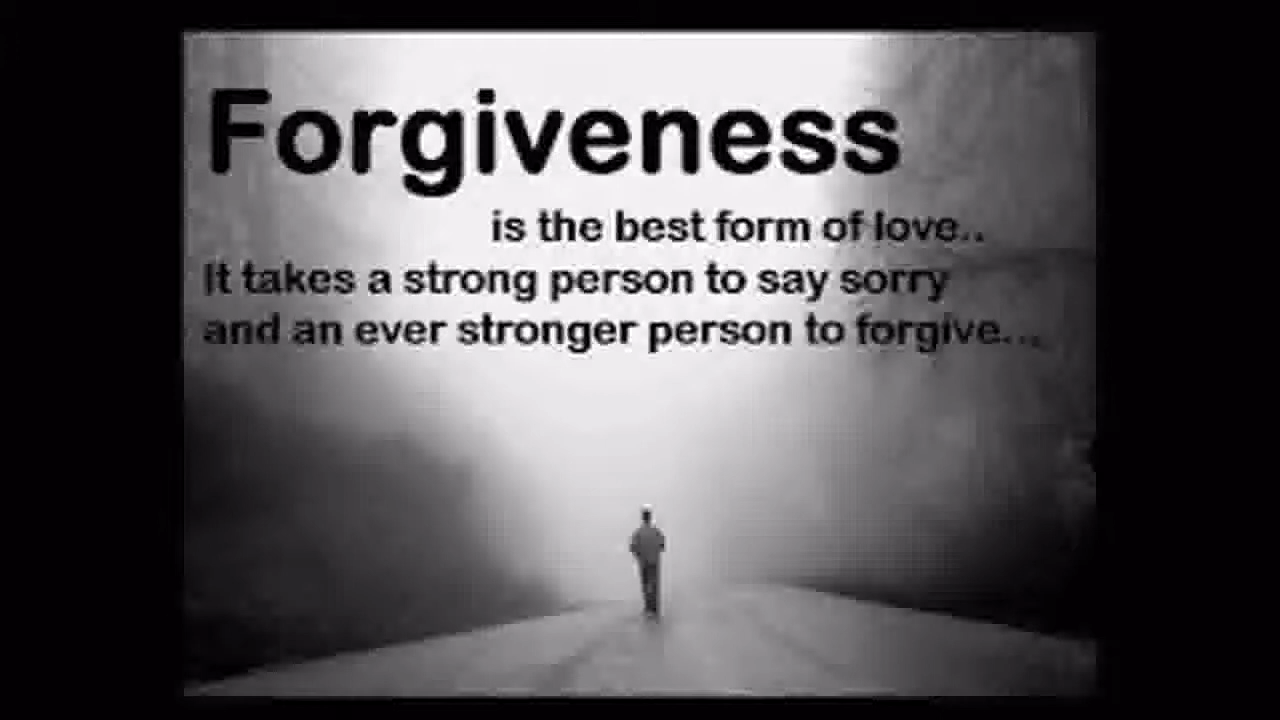 Forgiveness
is the best form of love..
It takes a strong person to say sorry
and an ever stronger person to forgive...